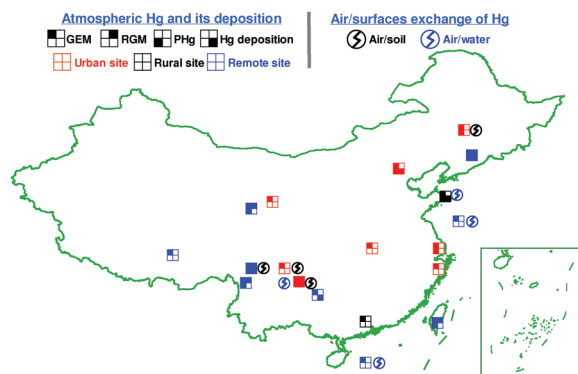 Atmospheric Hg and its deposition
Air/surfaces exchange of Hg
GEM RGM PHg Hg deposition
Air/soil Air/water
Urban site Rural site Remote site